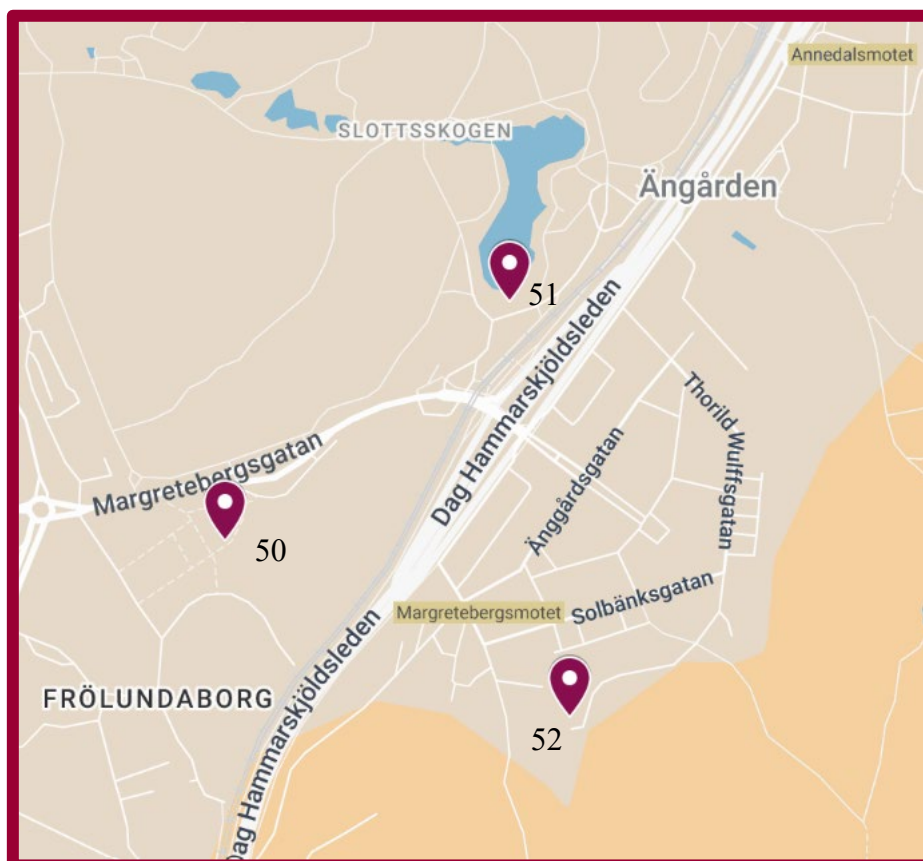 Annedalsmotet
SLOTTSSKOGEN
Ängården
51
Dag Hammarskjöldsleden
Thorild Wulffsgatan
Margretebergsgatan
Änggårdsgatan
50
Solbänksgatan
Margretebergsmotet
FRÖLUNDABORG
52
Dag Hammarskjöldsleden